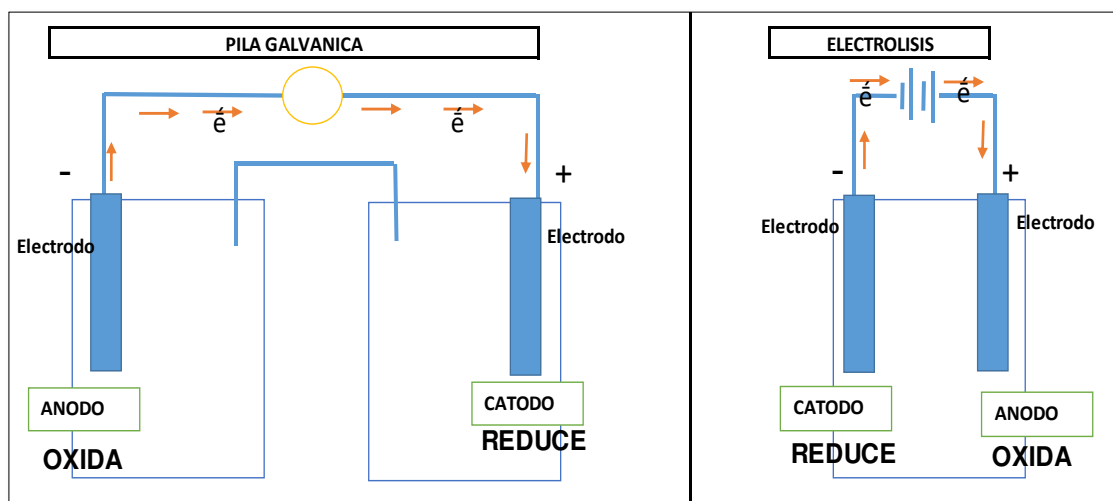 PILA GALVANICA
é
é
-
+
Electrodo
Electrodo
ANODO
CATODO
OXIDA
REDUCE
ELECTROLISIS
é
é
-
+
Electrodo
Electrodo
CATODO
ANODO
REDUCE
OXIDA